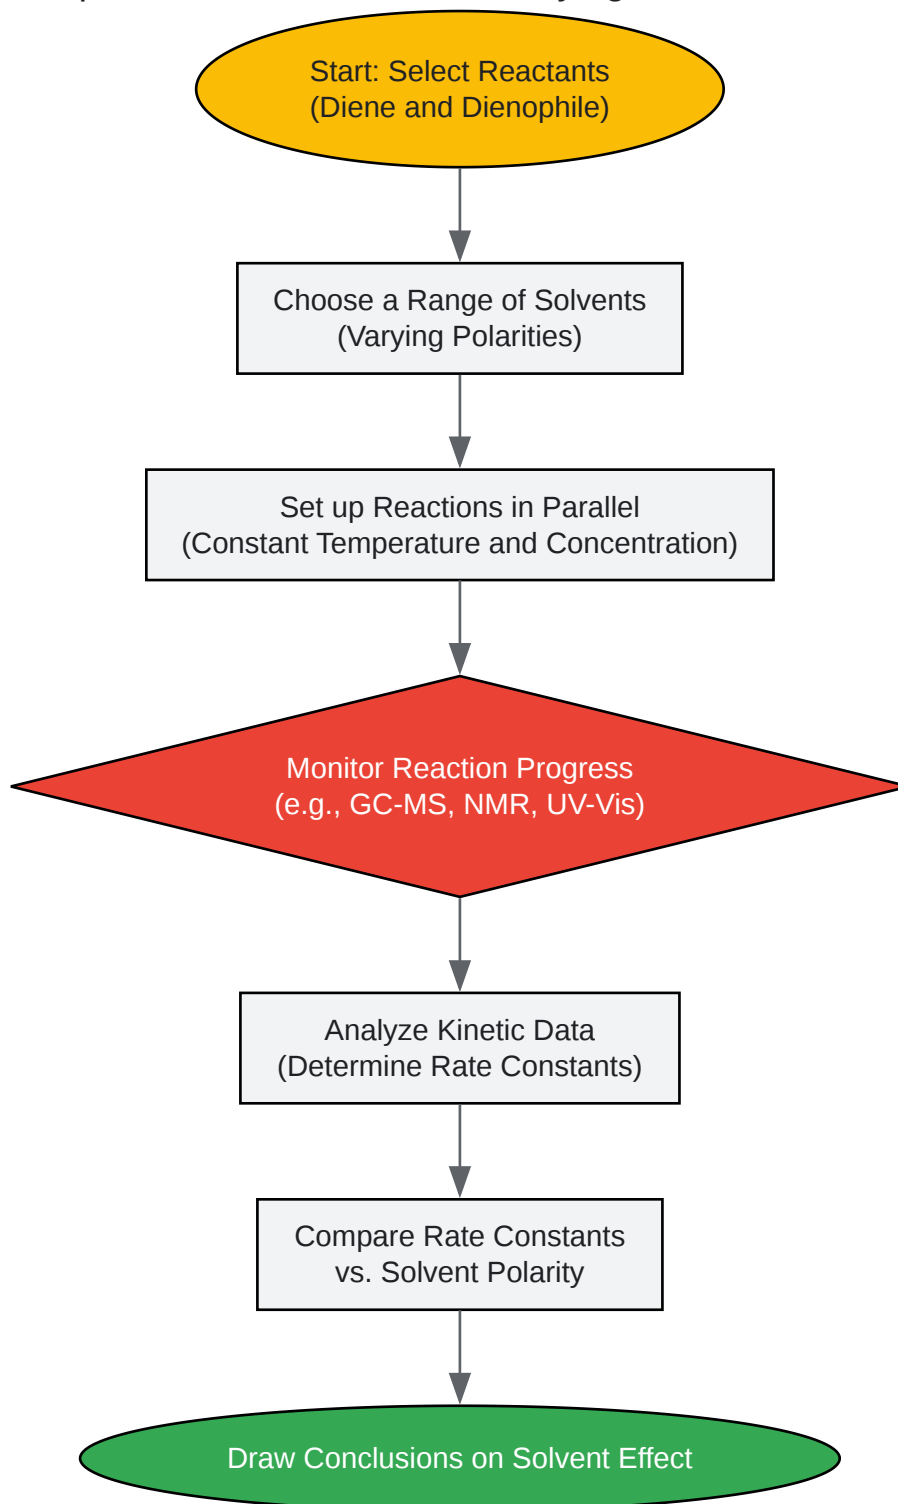 Start: Select Reactants
(Diene and Dienophile)
Choose a Range of Solvents
(Varying Polarities)
Set up Reactions in Parallel
(Constant Temperature and Concentration)
Monitor Reaction Progress
(e.g., GC-MS, NMR, UV-Vis)
Analyze Kinetic Data
(Determine Rate Constants)
Compare Rate Constants
vs. Solvent Polarity
Draw Conclusions on Solvent Effect